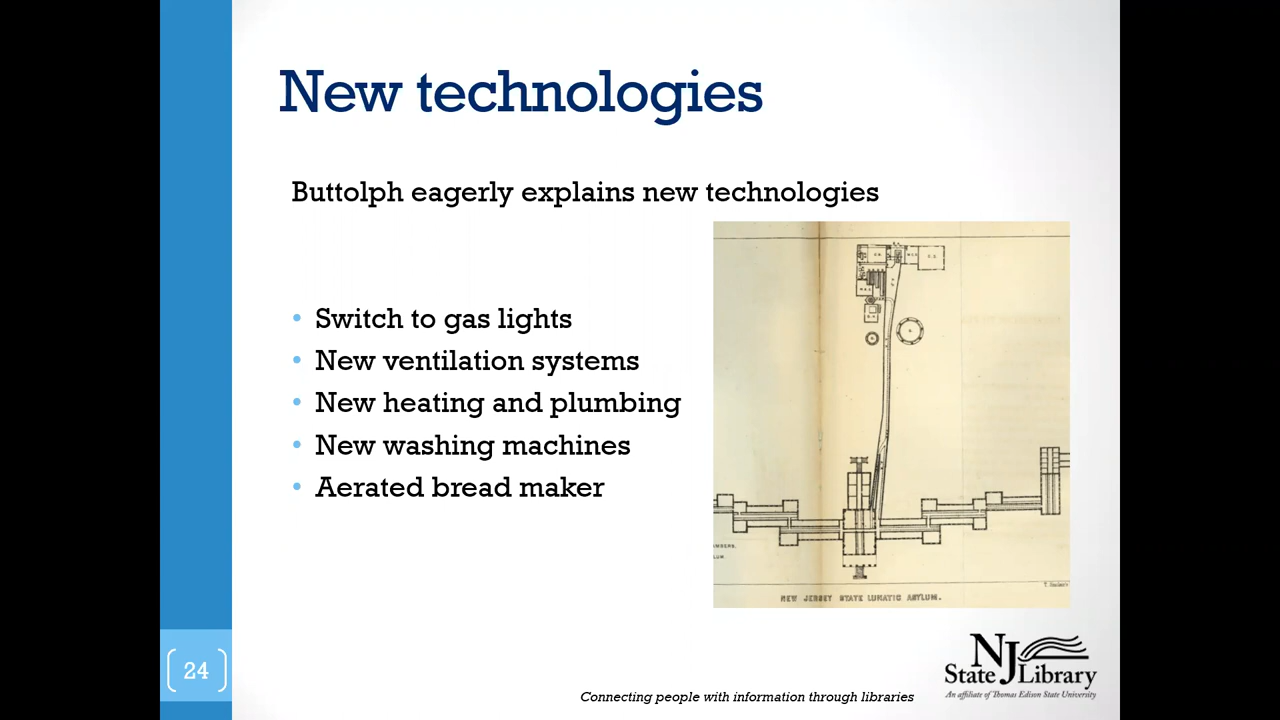 New technologies
Buttolph eagerly explains new technologies
• Switch to gas lights
• New ventilation systems
• New heating and plumbing
• New washing machines
• Aerated bread maker
NEW JERSEY STATE LUNATIC ASYLUM.
24
NJ
State Library
An affiliate of Thomas Edison State University
Connecting people with information through libraries